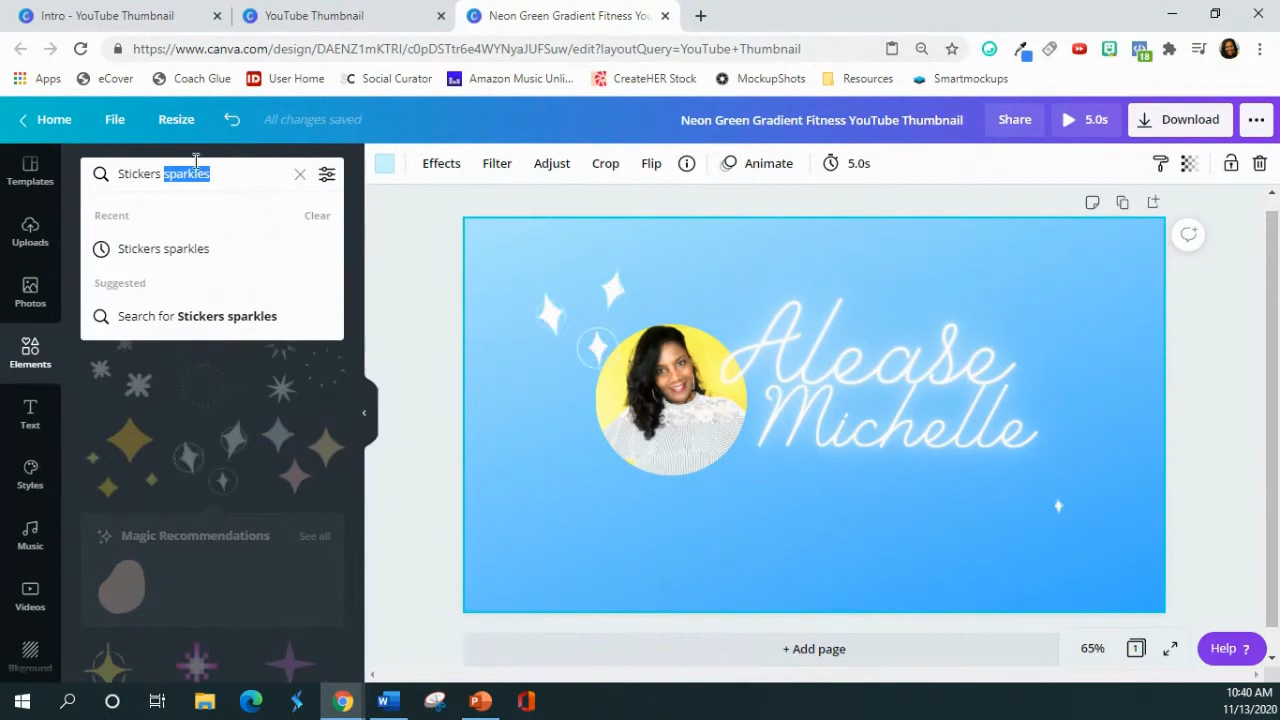 Intro - YouTube Thumbnail
YouTube Thumbnail
Neon Green Gradient Fitness You
https://www.canva.com/design/DAENZ1mKTRI/c0pDSTtr6e4WYNyaJUFSuw/edit?layoutQuery=YouTube+Thumbnail
18
Apps
eCover
Coach Glue
ID User Home
C Social Curator
Amazon Music Unli...
CreateHER Stock
MockupShots
Resources
Smartmockups
Home
File
Resize
All changes saved
Neon Green Gradient Fitness YouTube Thumbnail
Share
5.0s
Download
Templates
Uploads
Photos
Elements
Text
Styles
Music
Videos
Bkground
Stickers sparkles
Recent
Clear
Stickers sparkles
Suggested
Search for Stickers sparkles
Magic Recommendations
See all
Effects
Filter
Adjust
Crop
Flip
Animate
5.0s
Alease
Michelle
+ Add page
65%
1
Help ?
10:40 AM
11/13/2020